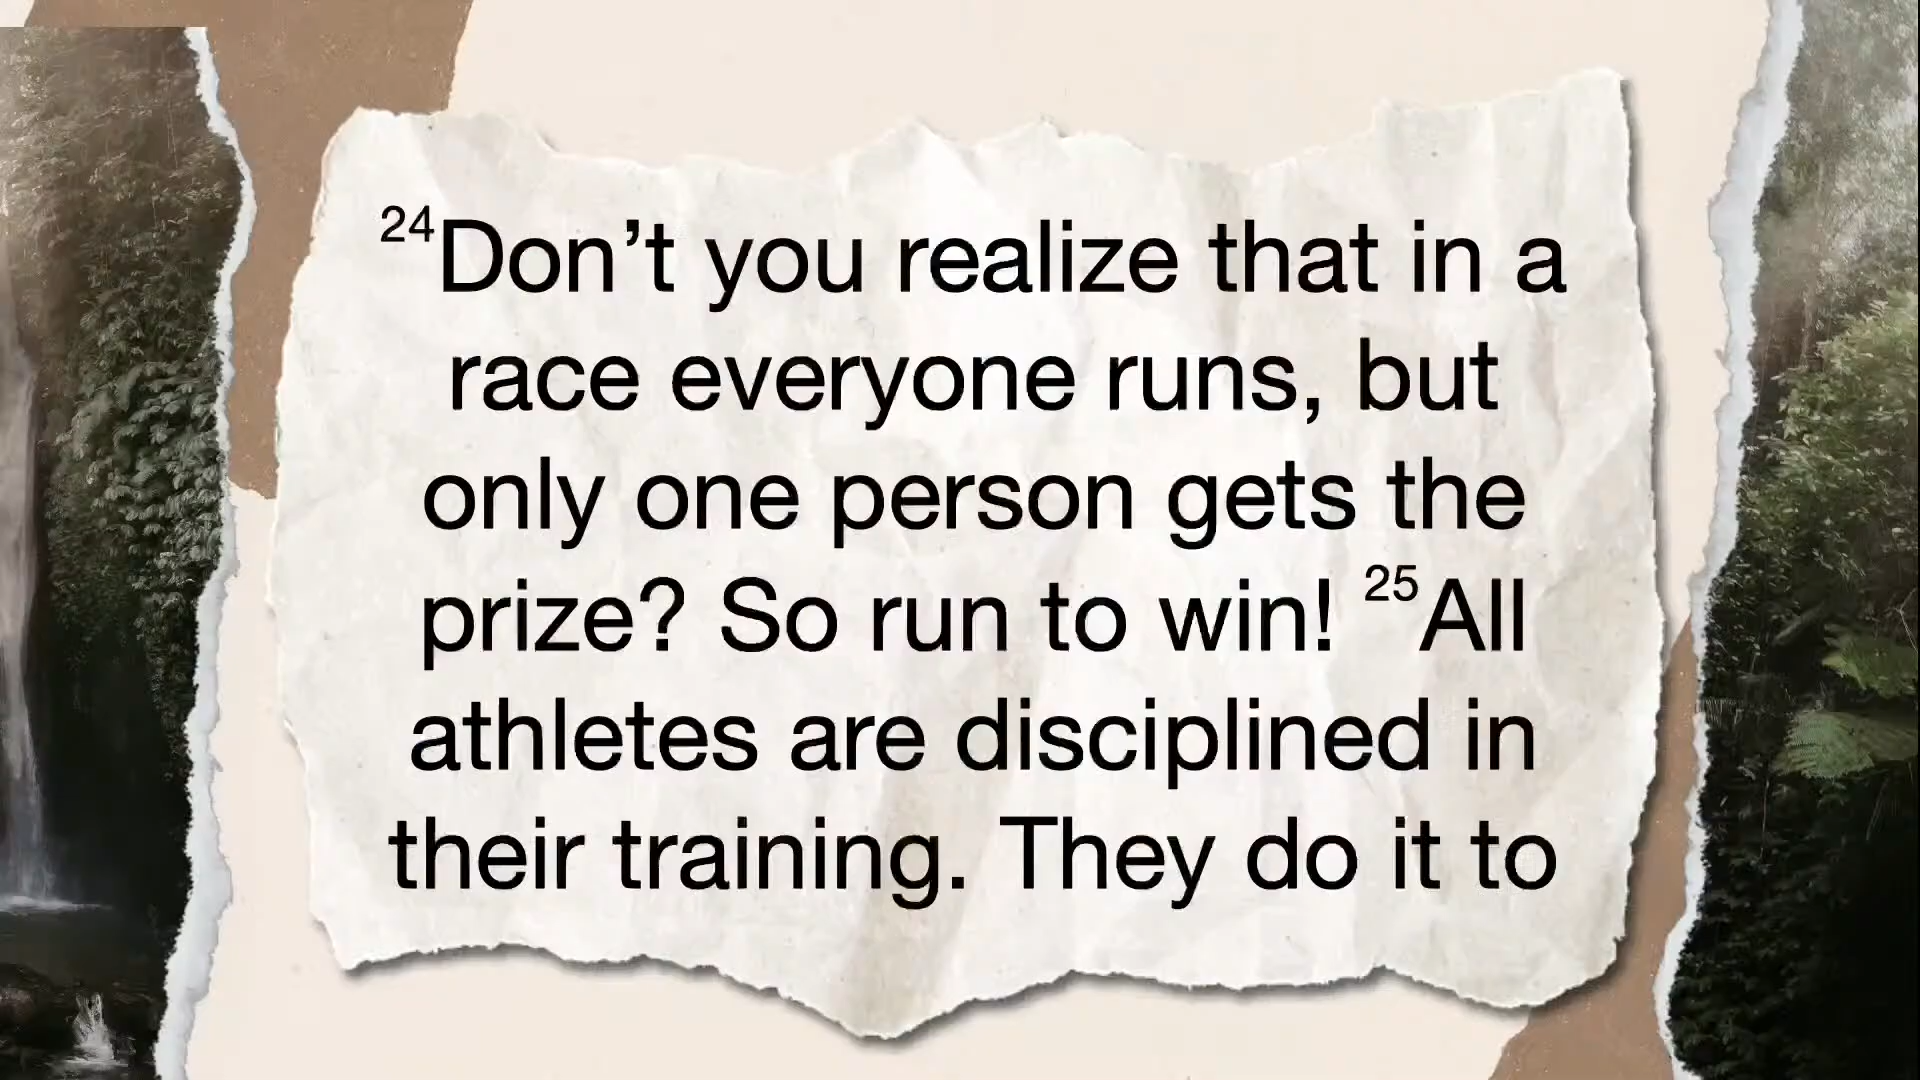 24Don’t you realize that in a
race everyone runs, but
only one person gets the
prize? So run to win! 25All
athletes are disciplined in
their training. They do it to